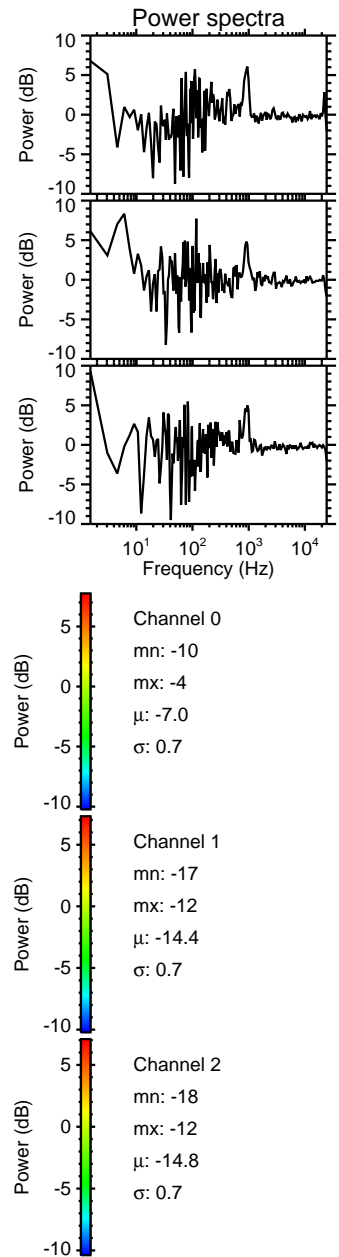 Power spectra
10
5
0
-5
-10
Power (dB)
10
5
0
-5
-10
Power (dB)
10
5
0
-5
-10
Power (dB)
10¹ 10² 10³ 10⁴
Frequency (Hz)
5
0
-5
-10
Power (dB)
Channel 0
mn: -10
mx: -4
μ: -7.0
σ: 0.7
5
0
-5
-10
Power (dB)
Channel 1
mn: -17
mx: -12
μ: -14.4
σ: 0.7
5
0
-5
-10
Power (dB)
Channel 2
mn: -18
mx: -12
μ: -14.8
σ: 0.7